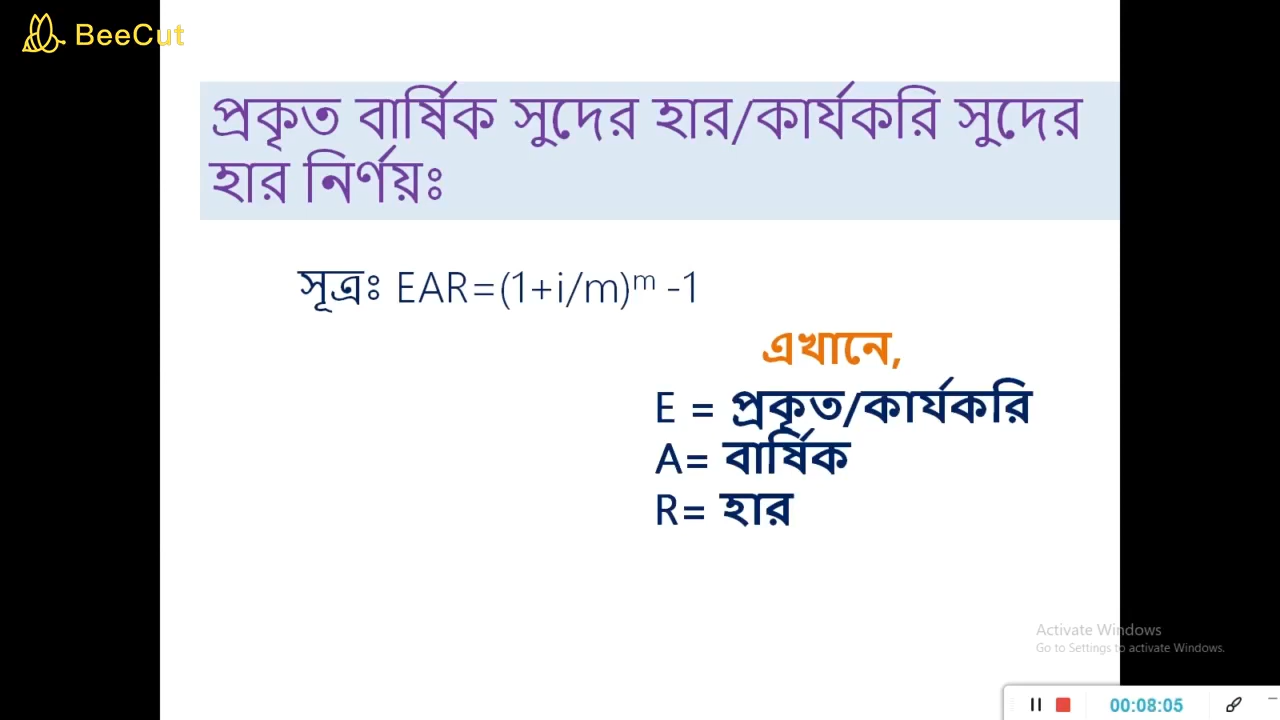 BeeCut
প্রকৃত বার্ষিক সুদের হার/কার্যকরি সুদের
হার নির্ণয়ঃ
সূত্রঃ EAR=(1+i/m)ᵐ -1
এখানে,
E = প্রকৃত/কার্যকরি
A= বার্ষিক
R= হার
Activate Windows
Go to Settings to activate Windows.
00:08:05